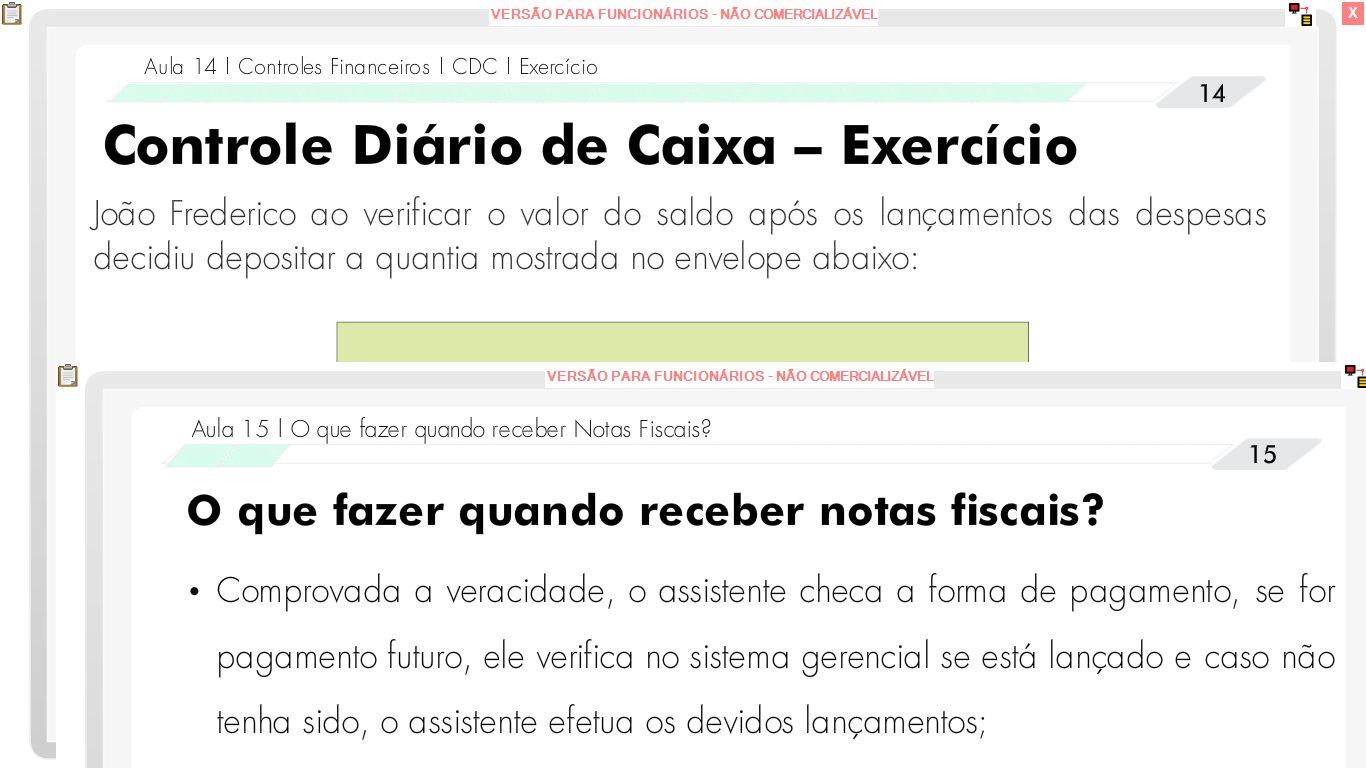 VERSÃO PARA FUNCIONÁRIOS - NÃO COMERCIALIZÁVEL
X
Aula 14 | Controles Financeiros | CDC | Exercício
14
Controle Diário de Caixa – Exercício
João Frederico ao verificar o valor do saldo após os lançamentos das despesas
decidiu depositar a quantia mostrada no envelope abaixo:
VERSÃO PARA FUNCIONÁRIOS - NÃO COMERCIALIZÁVEL
Aula 15 | O que fazer quando receber Notas Fiscais?
15
O que fazer quando receber notas fiscais?
• Comprovada a veracidade, o assistente checa a forma de pagamento, se for
pagamento futuro, ele verifica no sistema gerencial se está lançado e caso não
tenha sido, o assistente efetua os devidos lançamentos;